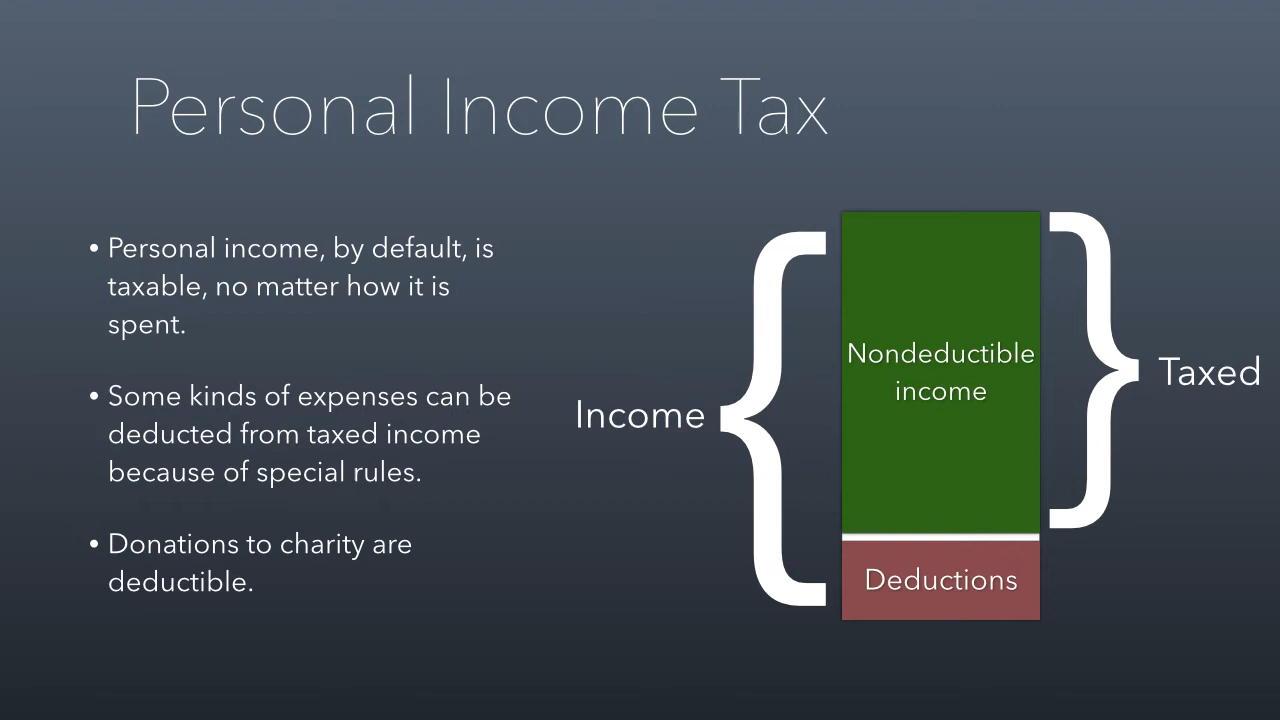 Personal Income Tax
• Personal income, by default, is
taxable, no matter how it is
spent.
• Some kinds of expenses can be
deducted from taxed income
because of special rules.
• Donations to charity are
deductible.
Income
Nondeductible
income
Deductions
Taxed